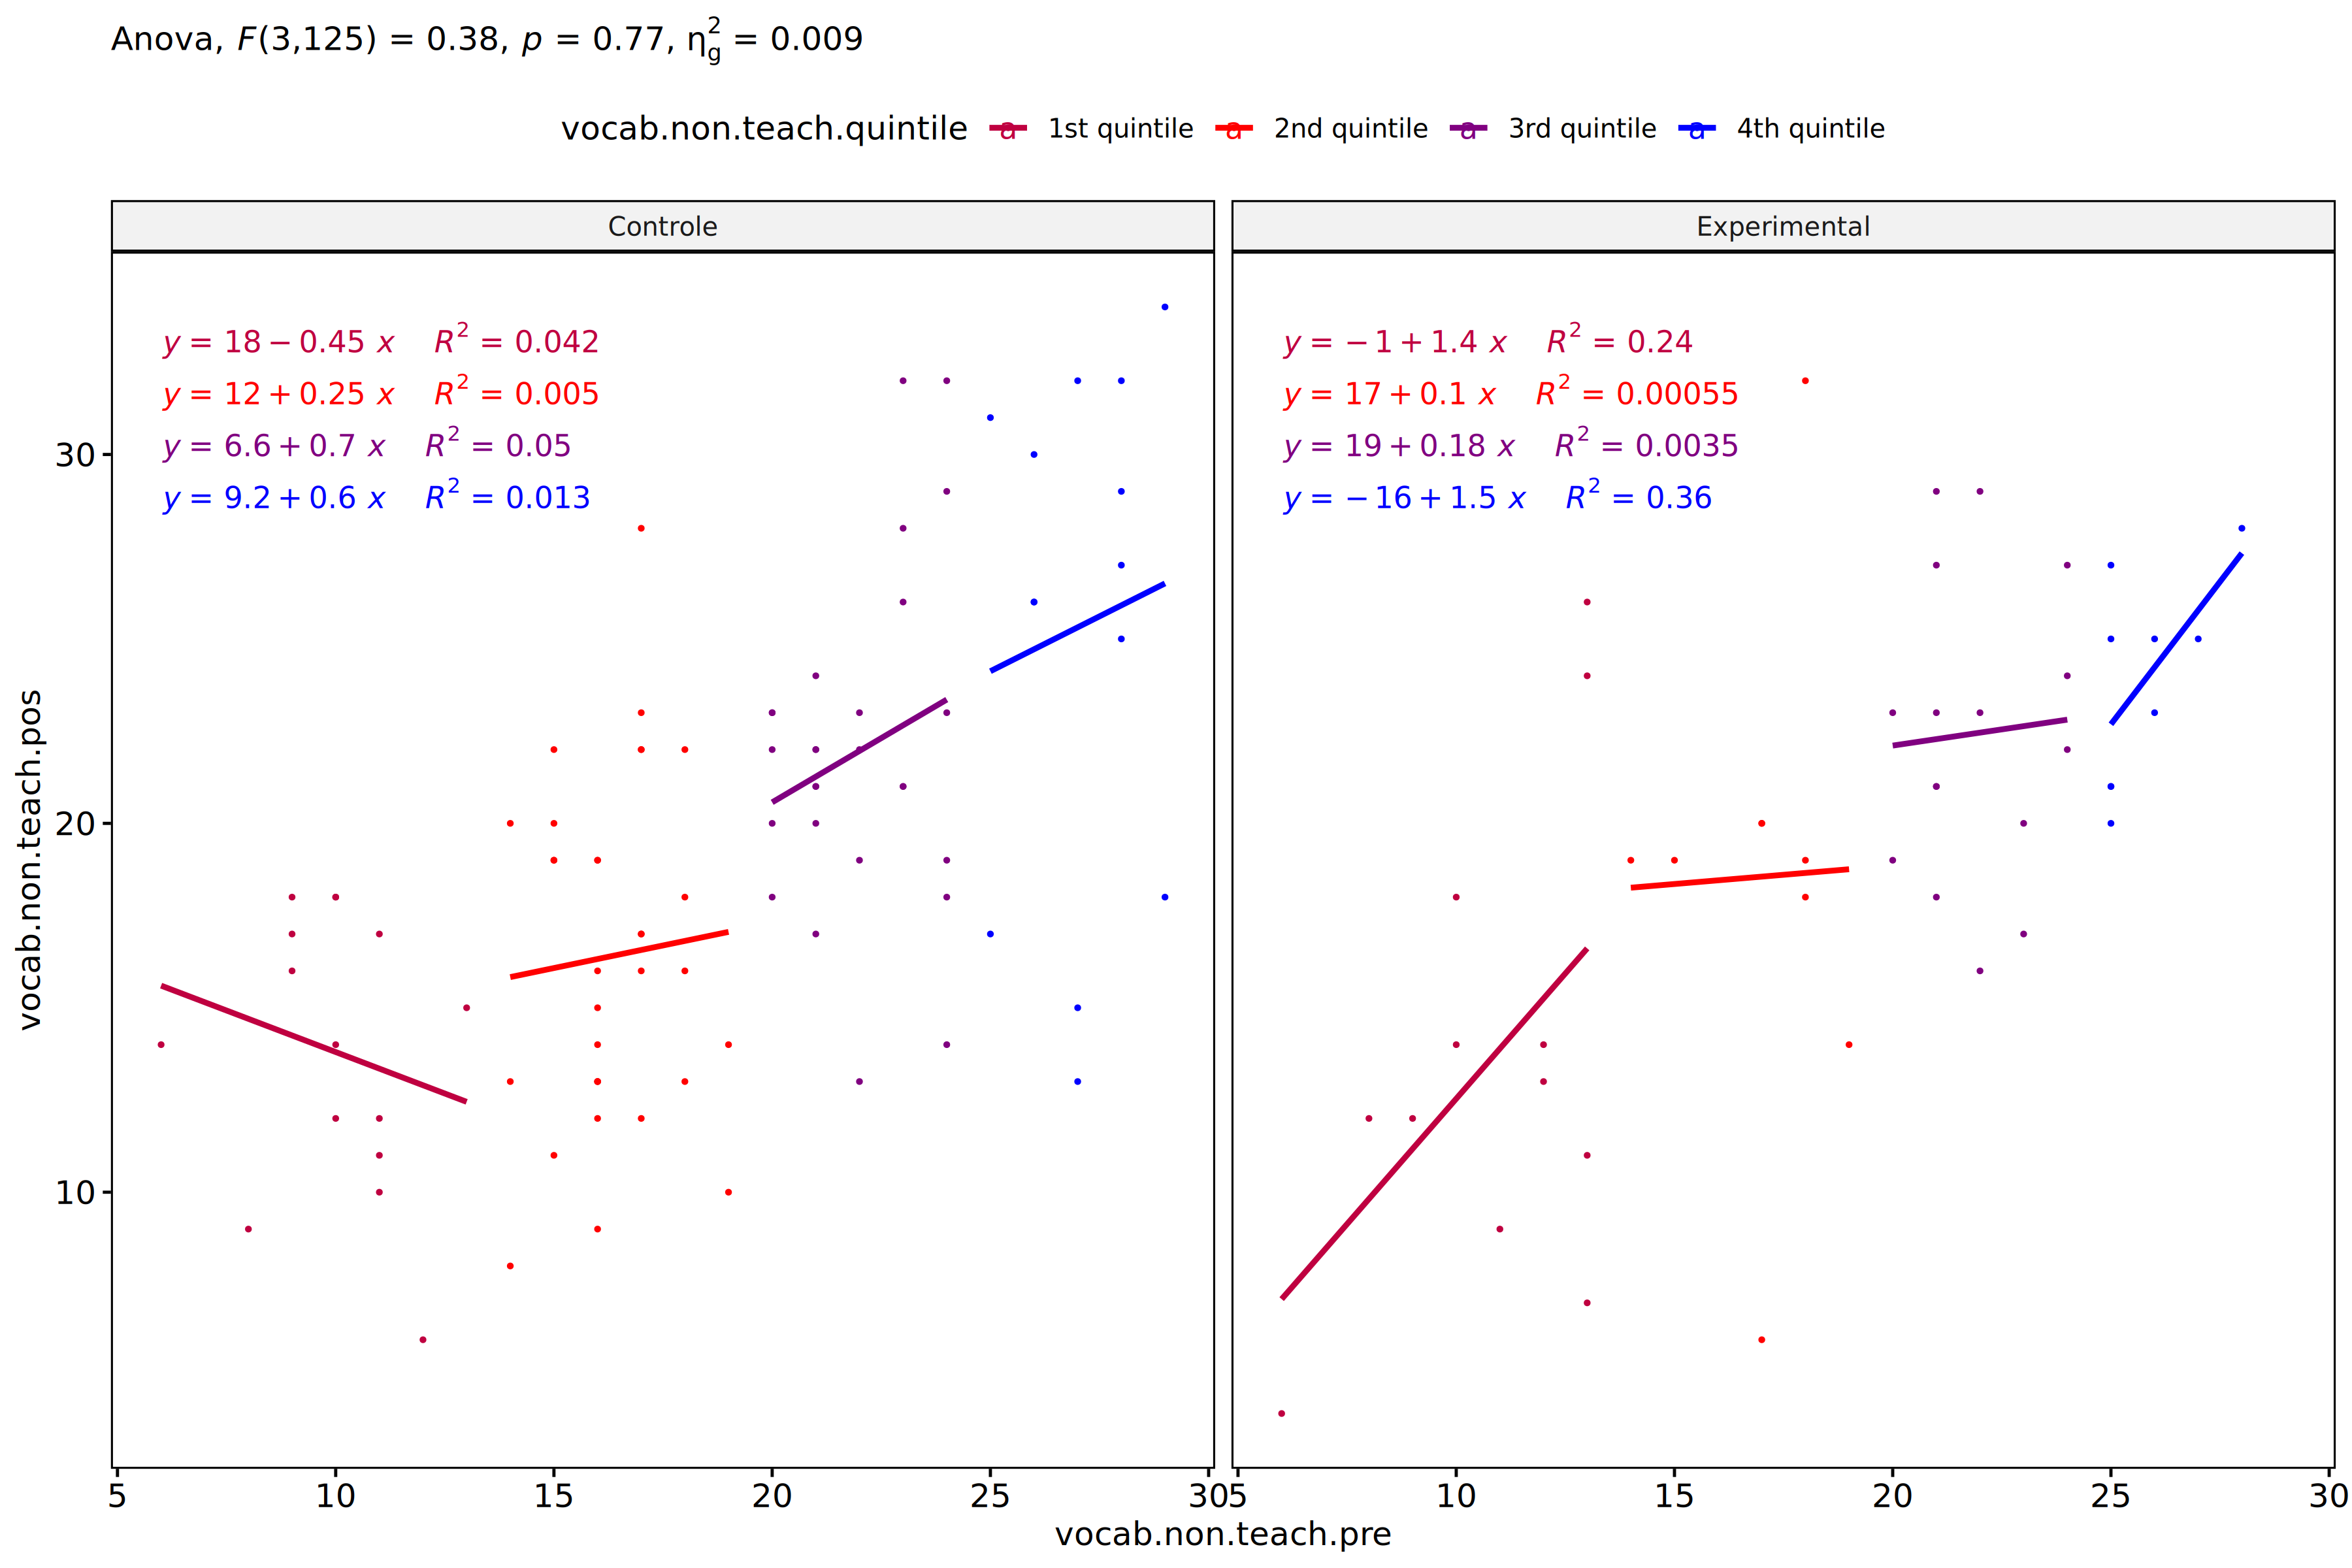 Anova, F(3,125) = 0.38, p = 0.77, η²g = 0.009
vocab.non.teach.quintile a 1st quintile a 2nd quintile a 3rd quintile a 4th quintile
Controle
Experimental
y = 18 − 0.45 x R² = 0.042
y = 12 + 0.25 x R² = 0.005
y = 6.6 + 0.7 x R² = 0.05
y = 9.2 + 0.6 x R² = 0.013
y = − 1 + 1.4 x R² = 0.24
y = 17 + 0.1 x R² = 0.00055
y = 19 + 0.18 x R² = 0.0035
y = − 16 + 1.5 x R² = 0.36
30
20
10
vocab.non.teach.pos
5 10 15 20 25 30
5 10 15 20 25 30
vocab.non.teach.pre